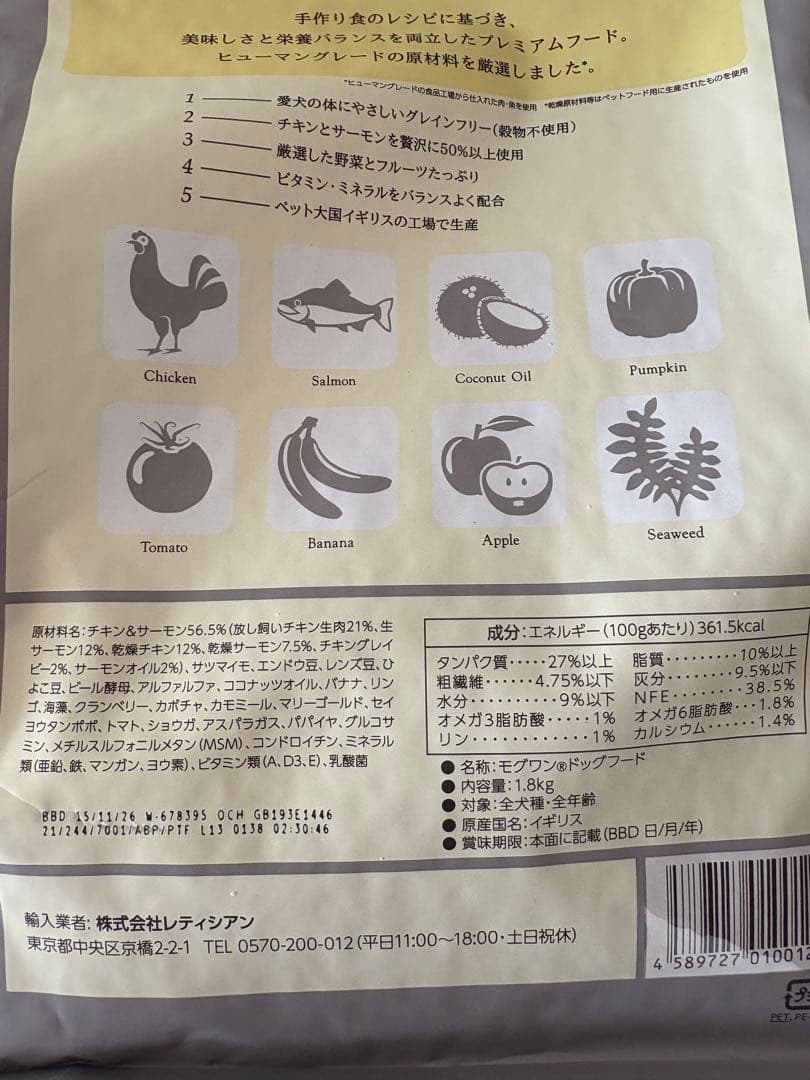 手作り食のレシピに基づき、
美味しさと栄養バランスを両立したプレミアムフード。
ヒューマングレードの原材料を厳選しました*。
*ヒューマングレードの食品工場から仕入れた肉・魚を使用 *乾燥原材料等はペットフード用に生産されたものを使用
1 愛犬の体にやさしいグレインフリー(穀物不使用)
2 チキンとサーモンを贅沢に50%以上使用
3 厳選した野菜とフルーツたっぷり
4 ビタミン・ミネラルをバランスよく配合
5 ペット大国イギリスの工場で生産
Chicken
Salmon
Coconut Oil
Pumpkin
Tomato
Banana
Apple
Seaweed
原材料名:チキン&サーモン56.5%(放し飼いチキン生肉21%、生
サーモン12%、乾燥チキン12%、乾燥サーモン7.5%、チキングレイ
ビー2%、サーモンオイル2%)、サツマイモ、エンドウ豆、レンズ豆、ひ
よこ豆、ビール酵母、アルファルファ、ココナッツオイル、バナナ、リン
ゴ、海藻、クランベリー、カボチャ、カモミール、マリーゴールド、セイ
ヨウタンポポ、トマト、ショウガ、アスパラガス、パパイヤ、グルコサ
ミン、メチルスルフォニルメタン(MSM)、コンドロイチン、ミネラル
類(亜鉛、鉄、マンガン、ヨウ素)、ビタミン類(A、D3、E)、乳酸菌
BBD 15/11/26 W-678395 OCH GB193E1446
21/244/7001/ABP/PTF L13 0138 02:30:46
成分:エネルギー(100gあたり)361.5kcal
タンパク質・・・・・27%以上 脂質・・・・・・・・・10%以上
粗繊維・・・・・・4.75%以下 灰分・・・・・・・・9.5%以下
水分・・・・・・・・・9%以下 NFE・・・・・・・・38.5%
オメガ3脂肪酸・・・・・1% オメガ6脂肪酸・・・1.8%
リン・・・・・・・・・・・1% カルシウム・・・・・・1.4%
● 名称:モグワン®ドッグフード
● 内容量:1.8kg
● 対象:全犬種・全年齢
● 原産国名:イギリス
● 賞味期限:本面に記載(BBD 日/月/年)
輸入業者:株式会社レティシアン
東京都中央区京橋2-2-1 TEL 0570-200-012(平日11:00〜18:00・土日祝休)
4 589727 010012
プラ
PET, PE